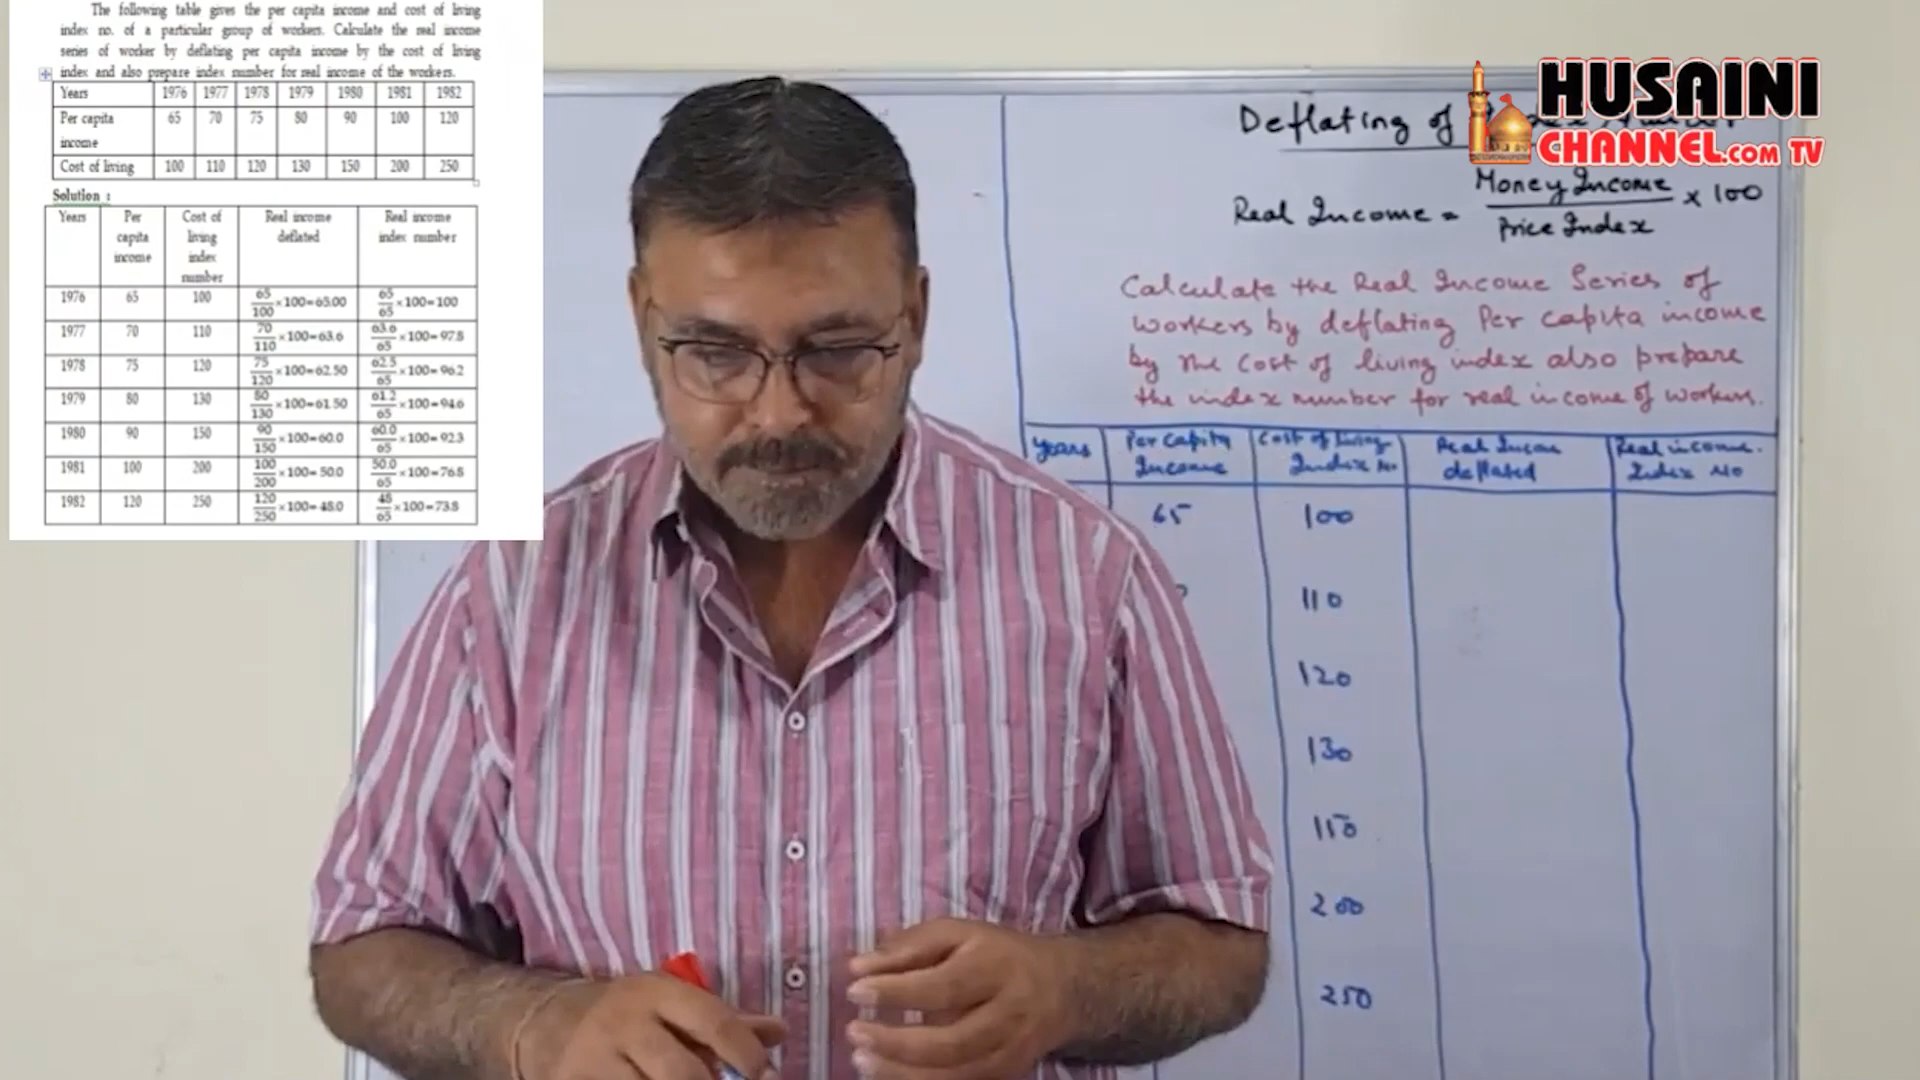 The following table gives the per capita income and cost of living
index no. of a particular group of workers. Calculate the real income
series of worker by deflating per capita income by the cost of living
index and also prepare index number for real income of the workers.
Years 1976 1977 1978 1979 1980 1981 1982
Per capita income 65 70 75 80 90 100 120
Cost of living 100 110 120 130 150 200 250
Solution :
Years Per capita income Cost of living index number Real income deflated Real income index number
1976 65 100 65/100 ×100=65.00 65/65 ×100=100
1977 70 110 70/110 ×100=63.6 63.6/65 ×100=97.8
1978 75 120 75/120 ×100=62.50 62.5/65 ×100=96.2
1979 80 130 80/130 ×100=61.50 61.2/65 ×100=94.6
1980 90 150 90/150 ×100=60.0 60.0/65 ×100=92.3
1981 100 200 100/200 ×100=50.0 50.0/65 ×100=76.8
1982 120 250 120/250 ×100=48.0 48/65 ×100=73.8
HUSAINI
CHANNEL.COM TV
Deflating of
Real Income = Money Income / Price Index × 100
Calculate the Real Income Series of
workers by deflating Per capita income
by the cost of living index also prepare
the index number for real income of workers.
Years Per capita Income Cost of living Index No Real Incom deflated Real income. Index No
65 100
110
120
130
150
200
250